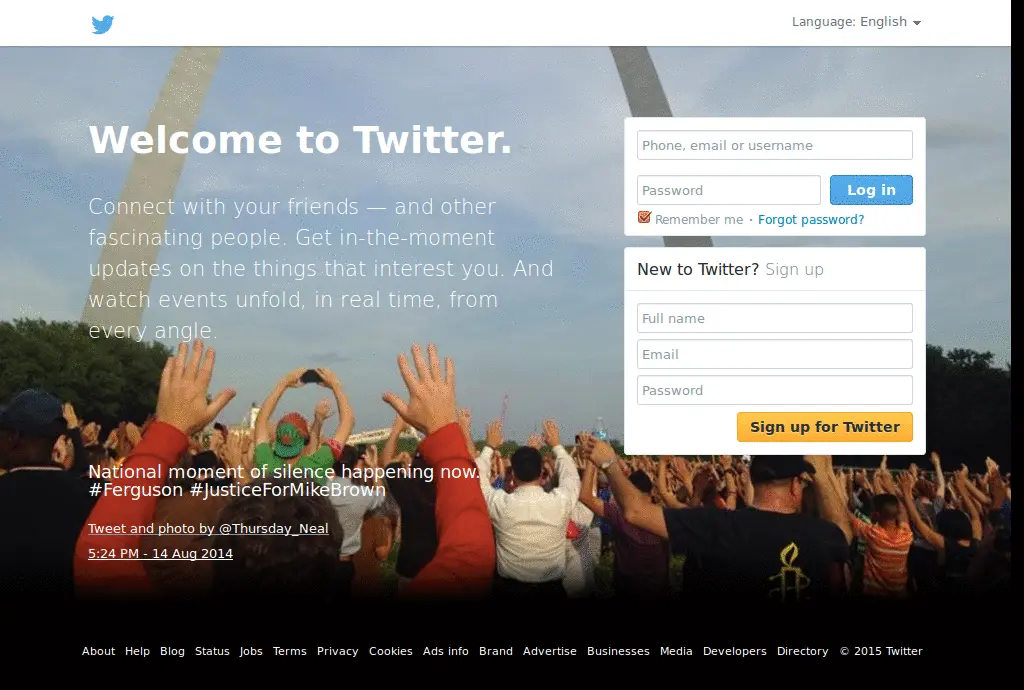 Language: English
Welcome to Twitter.
Connect with your friends — and other
fascinating people. Get in-the-moment
updates on the things that interest you. And
watch events unfold, in real time, from
every angle.
Phone, email or username
Password
Log in
Remember me · Forgot password?
New to Twitter? Sign up
Full name
Email
Password
Sign up for Twitter
National moment of silence happening now.
#Ferguson #JusticeForMikeBrown
Tweet and photo by @Thursday_Neal
5:24 PM - 14 Aug 2014
About Help Blog Status Jobs Terms Privacy Cookies Ads info Brand Advertise Businesses Media Developers Directory © 2015 Twitter